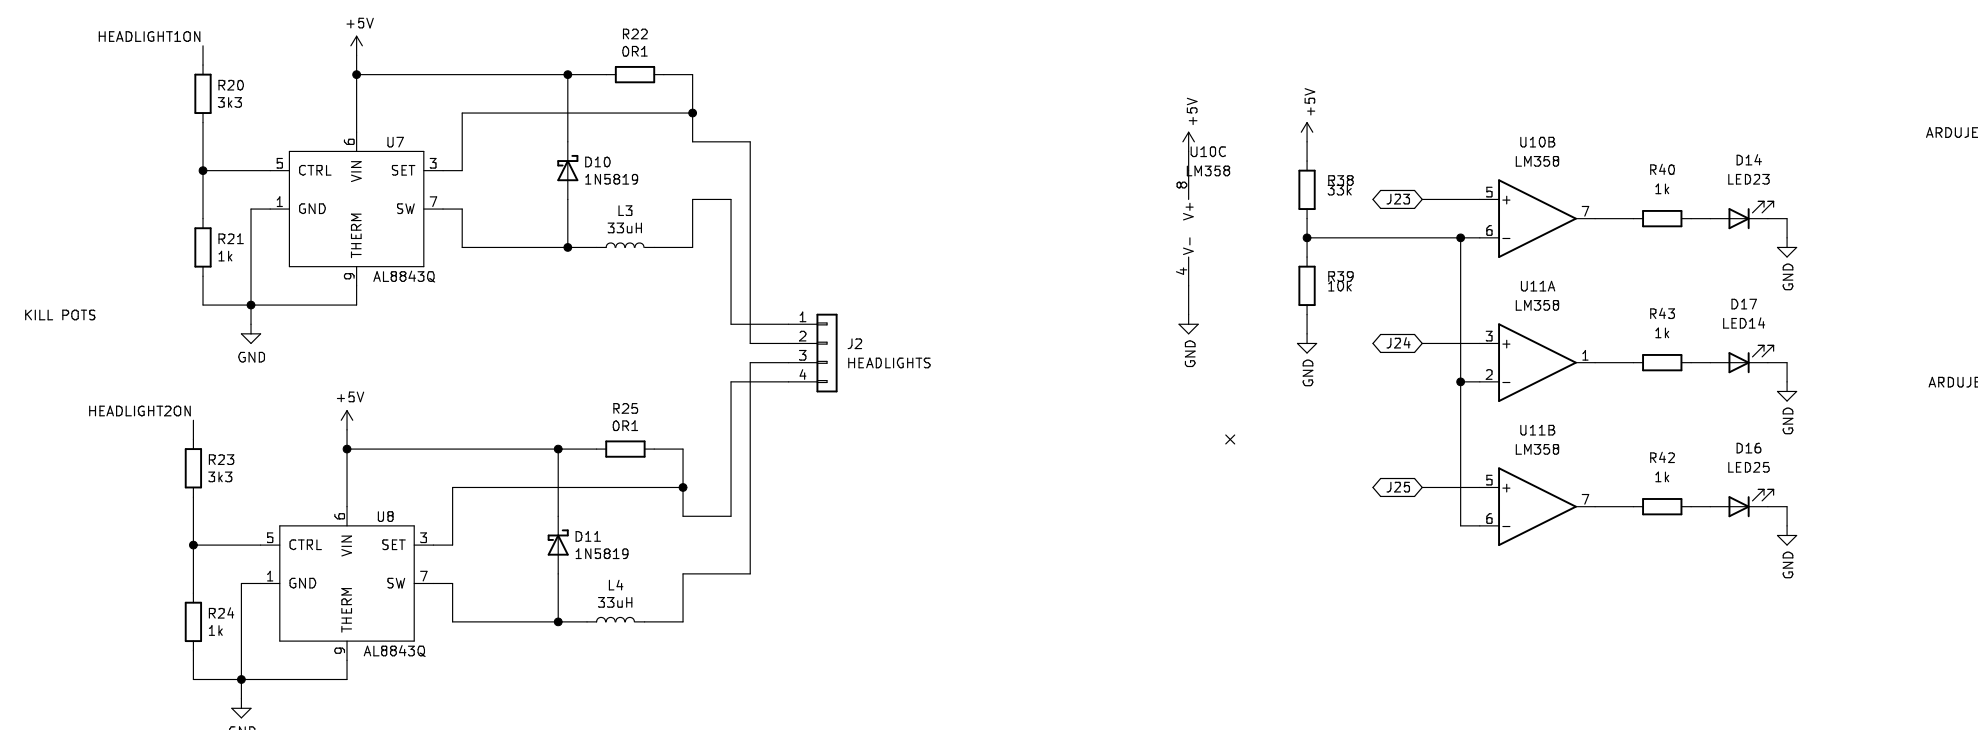 +5V
HEADLIGHT1ON
R20
3k3
R21
1k
KILL POTS
GND
U7
5
CTRL
1
GND
6
VIN
THERM
9
SET
3
SW
7
AL8843Q
R22
0R1
D10
1N5819
L3
33uH
1
2
3
4
J2
HEADLIGHTS
HEADLIGHT2ON
+5V
R23
3k3
R24
1k
U8
5
CTRL
1
GND
6
VIN
THERM
9
SET
3
SW
7
AL8843Q
R25
0R1
D11
1N5819
L4
33uH
+5V
U10C
LM358
8
V+
V-
4
GND
+5V
R38
33k
R39
10k
GND
J23
U10B
LM358
5
+
6
-
7
R40
1k
D14
LED23
GND
J24
U11A
LM358
3
+
2
-
1
R43
1k
D17
LED14
GND
J25
U11B
LM358
5
+
6
-
7
R42
1k
D16
LED25
GND
ARDUJE
ARDUJE